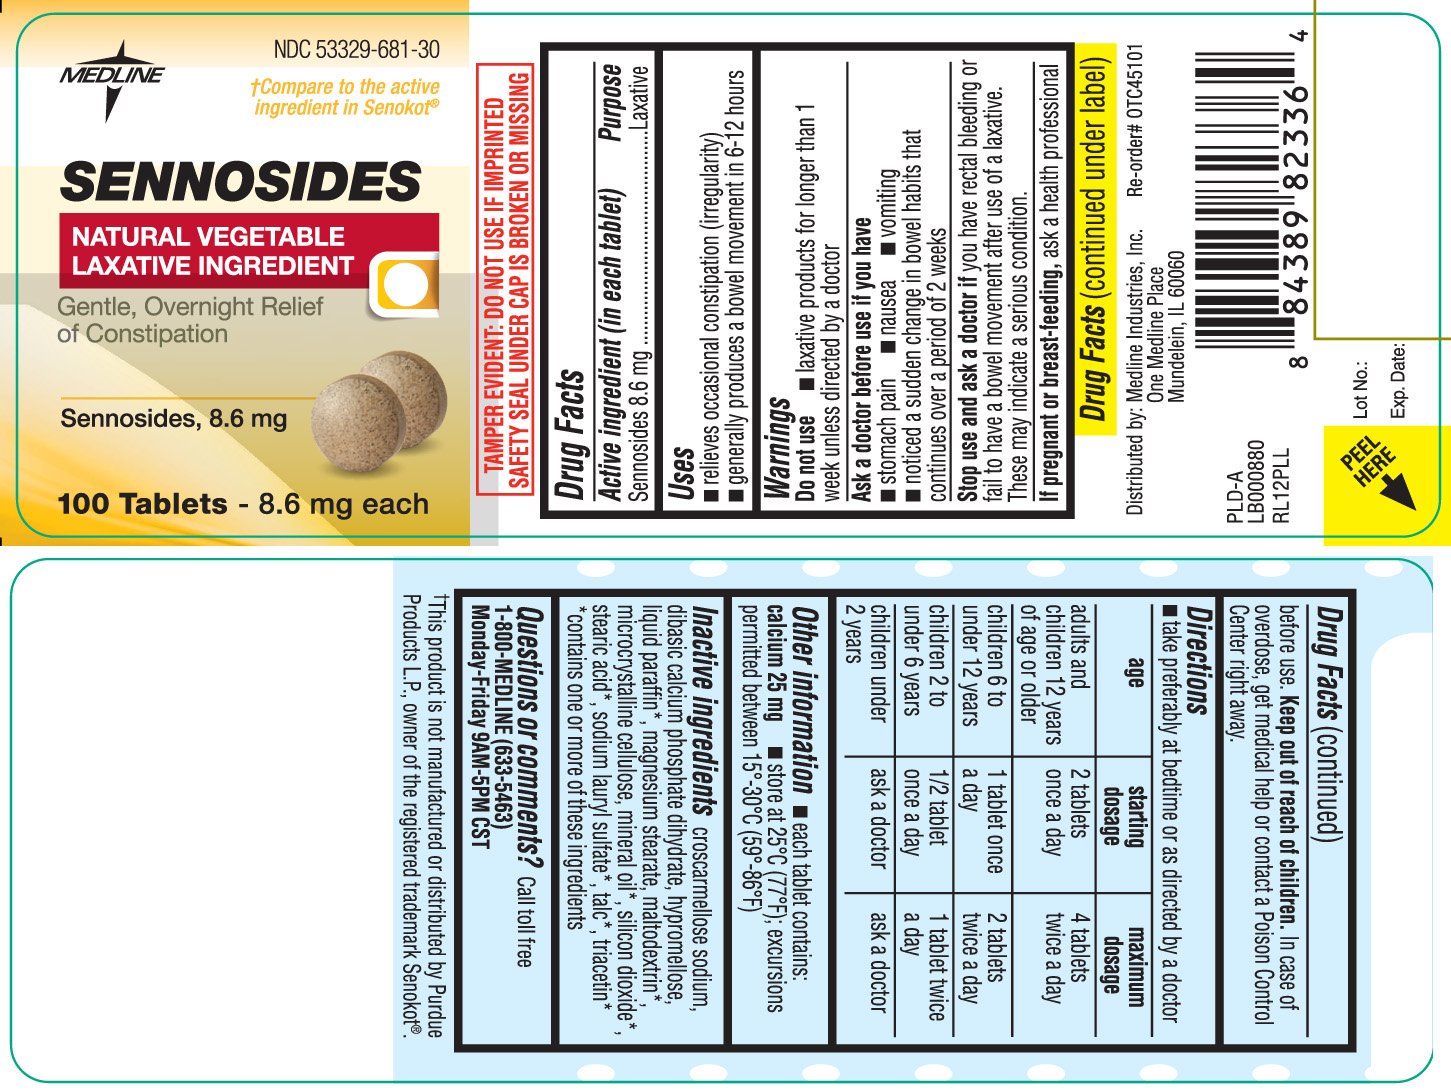 MEDLINE
NDC 53329-681-30
†Compare to the active
ingredient in Senokot®
SENNOSIDES
NATURAL VEGETABLE
LAXATIVE INGREDIENT
Gentle, Overnight Relief
of Constipation
Sennosides, 8.6 mg
100 Tablets - 8.6 mg each
TAMPER EVIDENT: DO NOT USE IF IMPRINTED
SAFETY SEAL UNDER CAP IS BROKEN OR MISSING
Drug Facts
Active ingredient (in each tablet) Purpose
Sennosides 8.6 mg ........................................Laxative
Uses
■ relieves occasional constipation (irregularity)
■ generally produces a bowel movement in 6-12 hours
Warnings
Do not use ■ laxative products for longer than 1
week unless directed by a doctor
Ask a doctor before use if you have
■ stomach pain ■ nausea ■ vomiting
■ noticed a sudden change in bowel habits that
continues over a period of 2 weeks
Stop use and ask a doctor if you have rectal bleeding or
fail to have a bowel movement after use of a laxative.
These may indicate a serious condition.
If pregnant or breast-feeding, ask a health professional
Drug Facts (continued under label)
Distributed by: Medline Industries, Inc. Re-order# OTC45101
One Medline Place
Mundelein, IL 60060
8 84389 82336 4
PLD-A
LB000880
RL12PLL
Lot No.:
Exp. Date:
PEEL
HERE
Drug Facts (continued)
before use. Keep out of reach of children. In case of
overdose, get medical help or contact a Poison Control
Center right away.
Directions
■ take preferably at bedtime or as directed by a doctor
age starting dosage maximum dosage
adults and children 12 years of age or older 2 tablets once a day 4 tablets twice a day
children 6 to under 12 years 1 tablet once a day 2 tablets twice a day
children 2 to under 6 years 1/2 tablet once a day 1 tablet twice a day
children under 2 years ask a doctor ask a doctor
Other information ■ each tablet contains:
calcium 25 mg ■ store at 25°C (77°F); excursions
permitted between 15°-30°C (59°-86°F)
Inactive ingredients croscarmellose sodium,
dibasic calcium phosphate dihydrate, hypromellose,
liquid paraffin*, magnesium stearate, maltodextrin*,
microcrystalline cellulose, mineral oil*, silicon dioxide*,
stearic acid*, sodium lauryl sulfate*, talc*, triacetin*
*contains one or more of these ingredients
Questions or comments? Call toll free
1-800-MEDLINE (633-5463)
Monday-Friday 9AM-5PM CST
†This product is not manufactured or distributed by Purdue
Products L.P., owner of the registered trademark Senokot®.